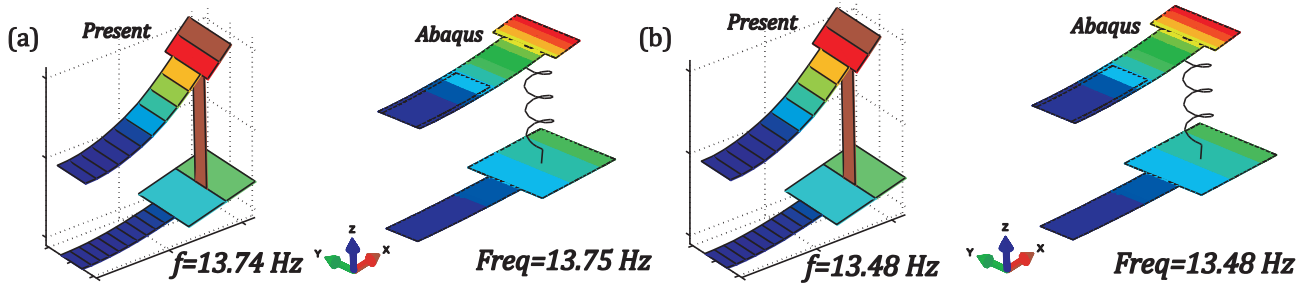 (a)
Present
Abaqus
Z
Y
X
f=13.74 Hz
Freq=13.75 Hz
(b)
Present
Abaqus
Z
Y
X
f=13.48 Hz
Freq=13.48 Hz